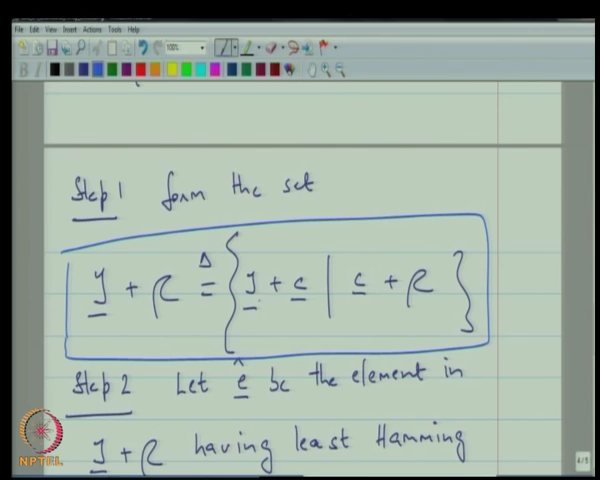 File Edit View Insert Actions Tools Help
100%
B I
Step 1 form the set
y + C ≜ { y + c | c + C }
Step 2 Let ê be the element in
y + C having least Hamming
NPTEL
4/5